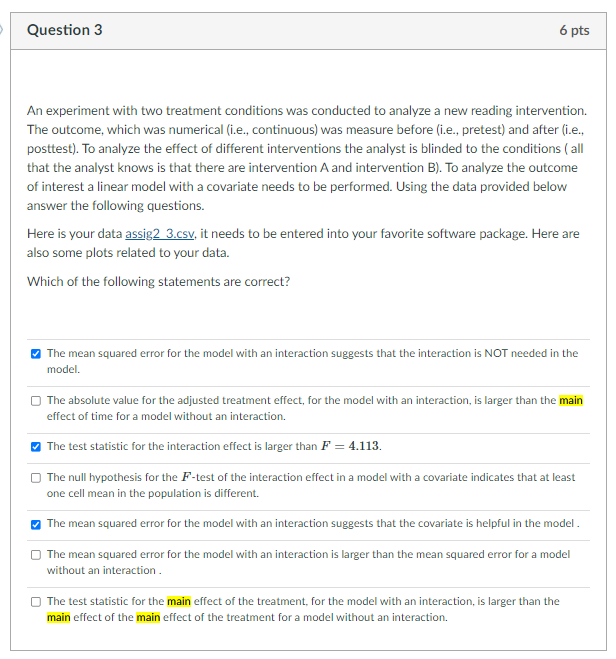 Question 3
6 pts
An experiment with two treatment conditions was conducted to analyze a new reading intervention.
The outcome, which was numerical (i.e., continuous) was measure before (i.e., pretest) and after (i.e.,
posttest). To analyze the effect of different interventions the analyst is blinded to the conditions ( all
that the analyst knows is that there are intervention A and intervention B). To analyze the outcome
of interest a linear model with a covariate needs to be performed. Using the data provided below
answer the following questions.
Here is your data assig2_3.csv, it needs to be entered into your favorite software package. Here are
also some plots related to your data.
Which of the following statements are correct?
The mean squared error for the model with an interaction suggests that the interaction is NOT needed in the
model.
The absolute value for the adjusted treatment effect, for the model with an interaction, is larger than the main
effect of time for a model without an interaction.
The test statistic for the interaction effect is larger than F = 4.113.
The null hypothesis for the F-test of the interaction effect in a model with a covariate indicates that at least
one cell mean in the population is different.
The mean squared error for the model with an interaction suggests that the covariate is helpful in the model .
The mean squared error for the model with an interaction is larger than the mean squared error for a model
without an interaction .
The test statistic for the main effect of the treatment, for the model with an interaction, is larger than the
main effect of the main effect of the treatment for a model without an interaction.